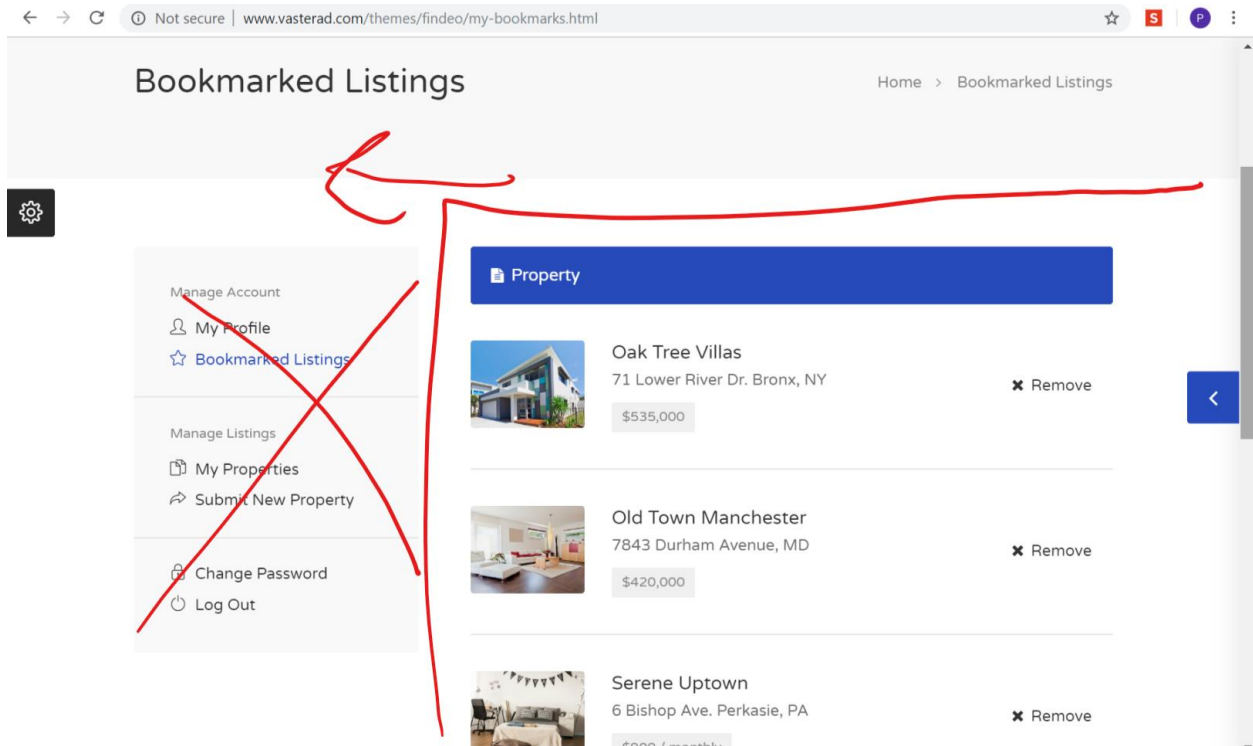 Not secure | www.vasterad.com/themes/findeo/my-bookmarks.html
S
P
Bookmarked Listings
Home > Bookmarked Listings
Manage Account
My Profile
Bookmarked Listings
Manage Listings
My Properties
Submit New Property
Change Password
Log Out
Property
Oak Tree Villas
71 Lower River Dr. Bronx, NY
$535,000
Remove
Old Town Manchester
7843 Durham Avenue, MD
$420,000
Remove
Serene Uptown
6 Bishop Ave. Perkasie, PA
$900 / monthly
Remove